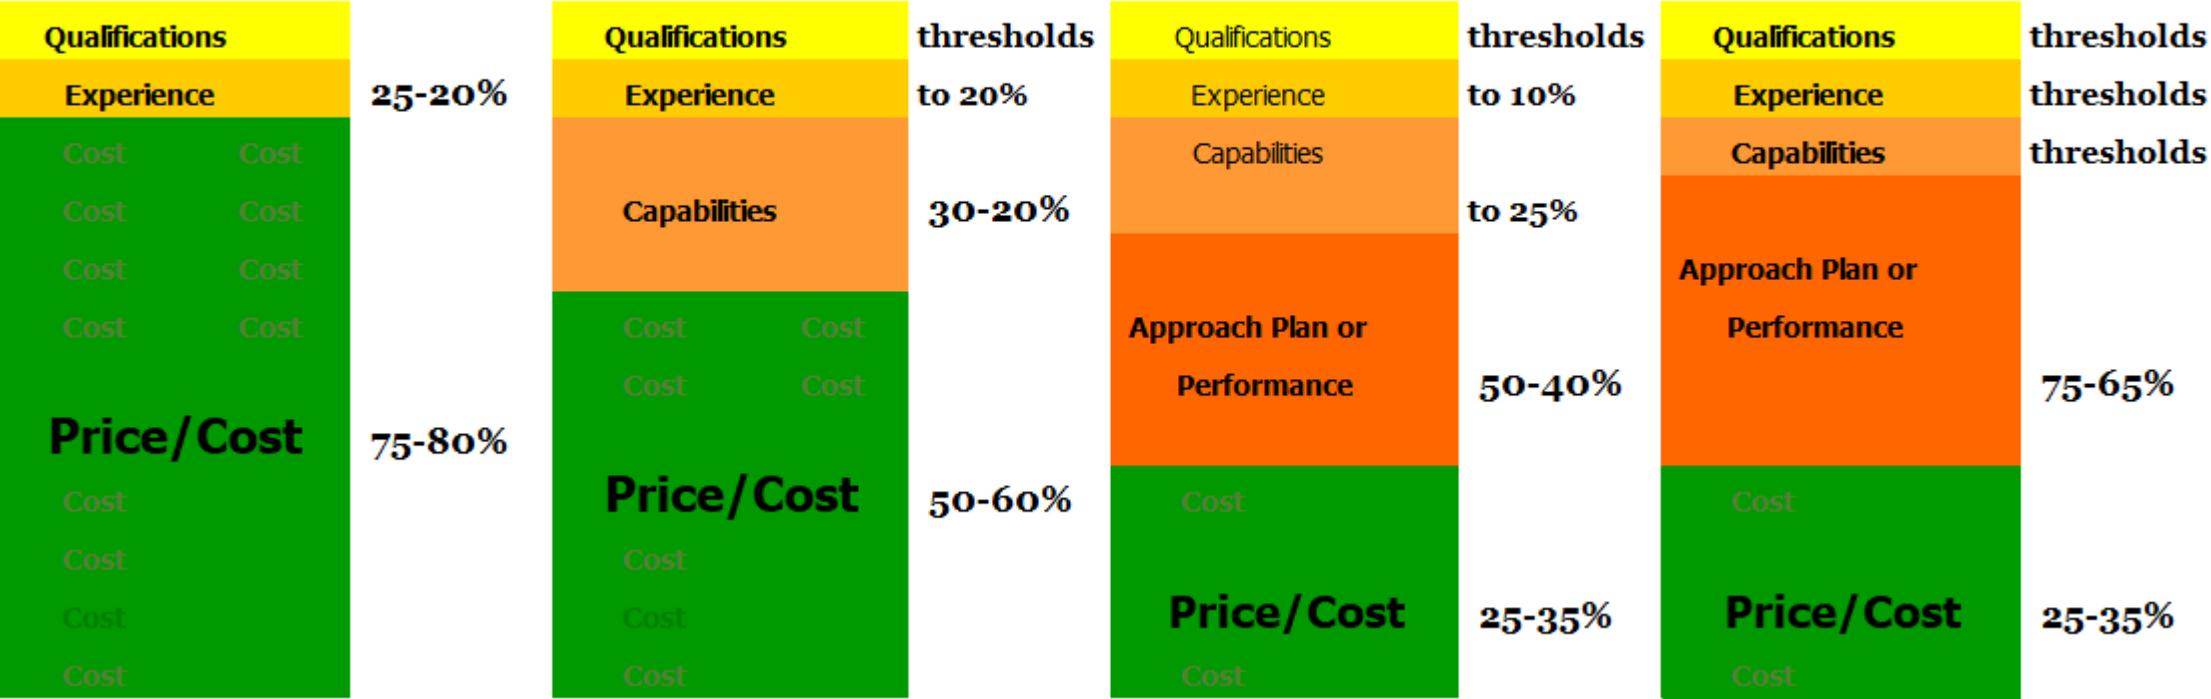 Qualifications
Experience 25-20%
Cost Cost
Cost Cost
Cost Cost
Cost Cost
Price/Cost 75-80%
Cost
Cost
Cost
Cost
Qualifications thresholds
Experience to 20%
Capabilities 30-20%
Cost Cost
Cost Cost
Price/Cost 50-60%
Cost
Cost
Cost
Qualifications thresholds
Experience to 10%
Capabilities
to 25%
Approach Plan or
Performance 50-40%
Cost
Price/Cost 25-35%
Cost
Qualifications thresholds
Experience thresholds
Capabilities thresholds
Approach Plan or
Performance
75-65%
Cost
Price/Cost 25-35%
Cost